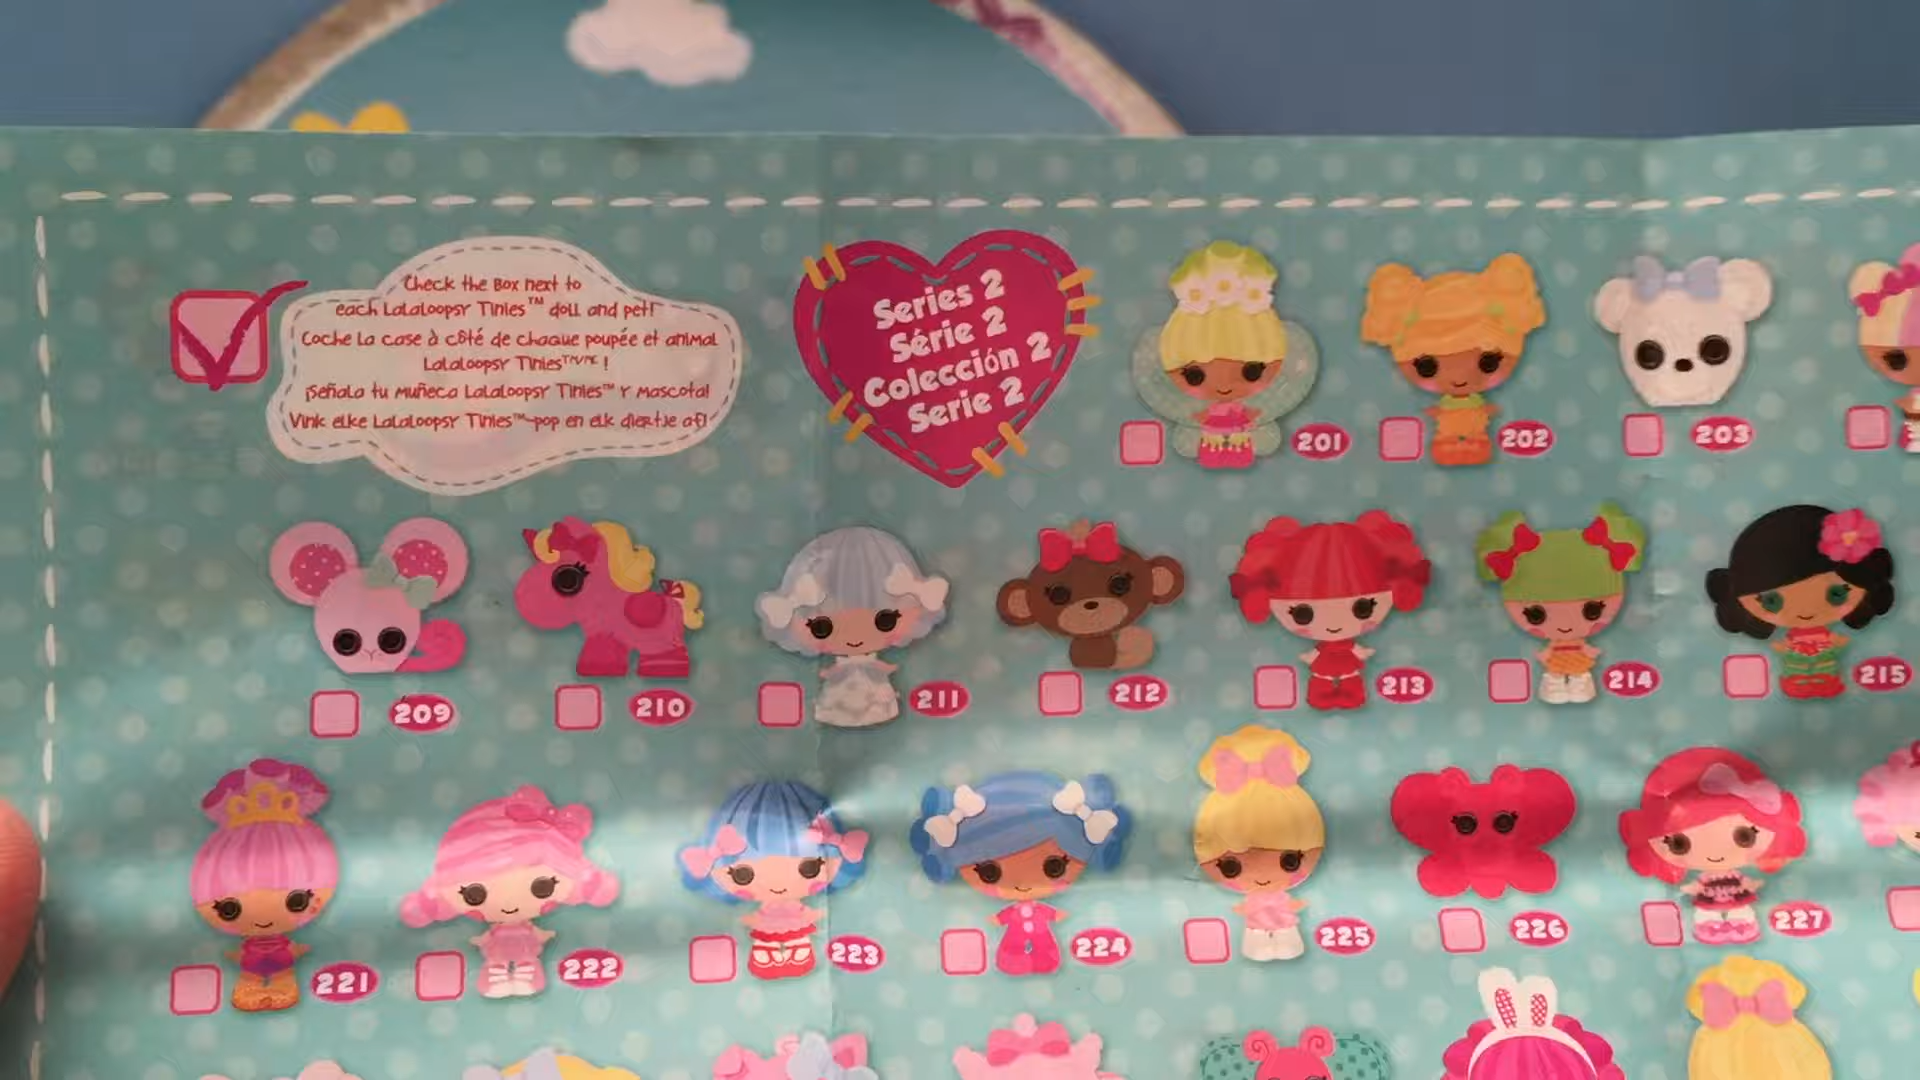 Check the Box next to
each Lalaloopsy Tinies™ doll and pet!
Coche la case à côté de chaque poupée et animal
Lalaloopsy Tinies™/MC !
¡Señala tu muñeca Lalaloopsy Tinies™ y mascota!
Vink elke Lalaloopsy Tinies™-pop en elk diertje af!
Series 2
Série 2
Colección 2
Serie 2
201
202
203
209
210
211
212
213
214
215
221
222
223
224
225
226
227